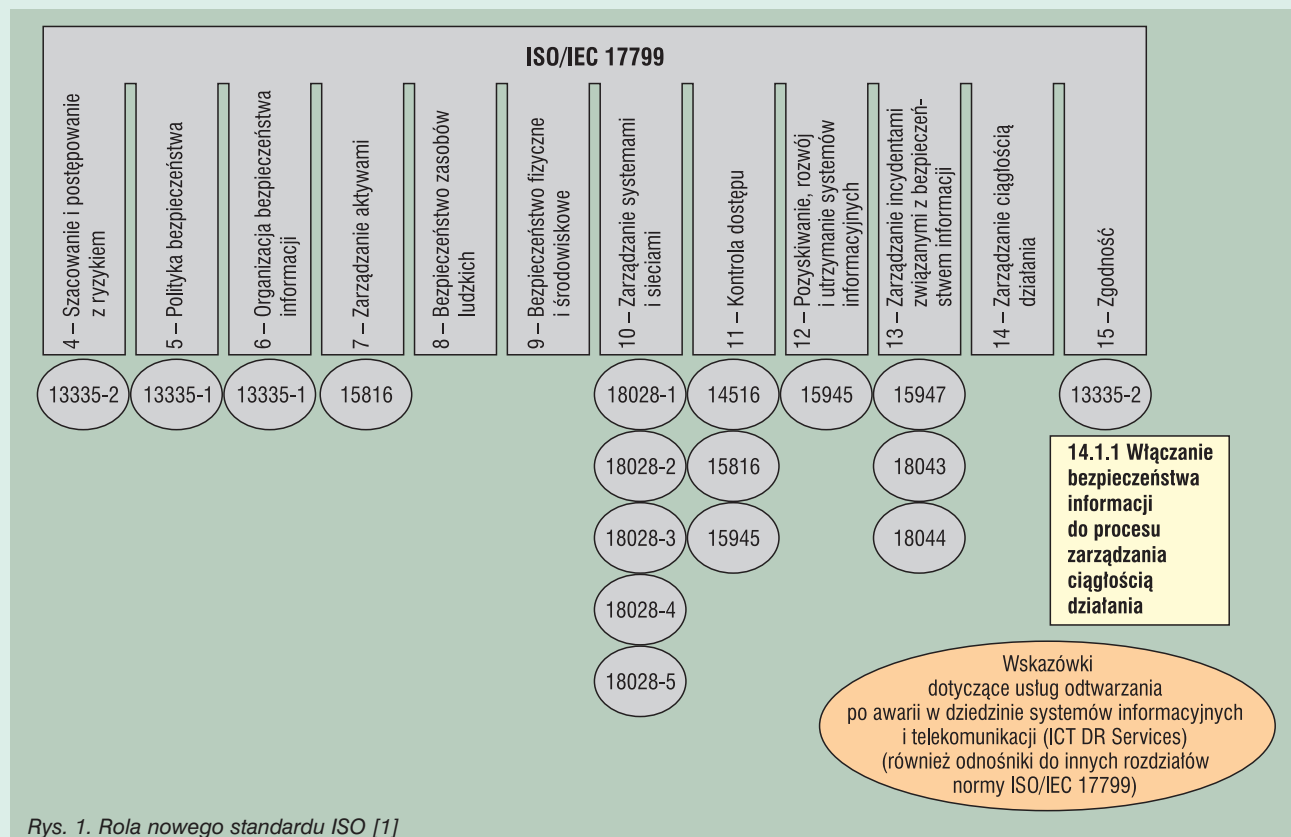 ISO/IEC 17799
4 – Szacowanie i postępowanie
z ryzykiem
5 – Polityka bezpieczeństwa
6 – Organizacja bezpieczeństwa
informacji
7 – Zarządzanie aktywami
8 – Bezpieczeństwo zasobów
ludzkich
9 – Bezpieczeństwo fizyczne
i środowiskowe
10 – Zarządzanie systemami
i sieciami
11 – Kontrola dostępu
12 – Pozyskiwanie, rozwój
i utrzymanie systemów
informacyjnych
13 – Zarządzanie incydentami
związanymi z bezpieczeń-
stwem informacji
14 – Zarządzanie ciągłością
działania
15 – Zgodność
13335-2
13335-1
13335-1
15816
18028-1
14516
15945
15947
13335-2
18028-2
15816
18043
18028-3
15945
18044
18028-4
18028-5
14.1.1 Włączanie
bezpieczeństwa
informacji
do procesu
zarządzania
ciągłością
działania
Wskazówki
dotyczące usług odtwarzania
po awarii w dziedzinie systemów informacyjnych
i telekomunikacji (ICT DR Services)
(również odnośniki do innych rozdziałów
normy ISO/IEC 17799)
Rys. 1. Rola nowego standardu ISO [1]